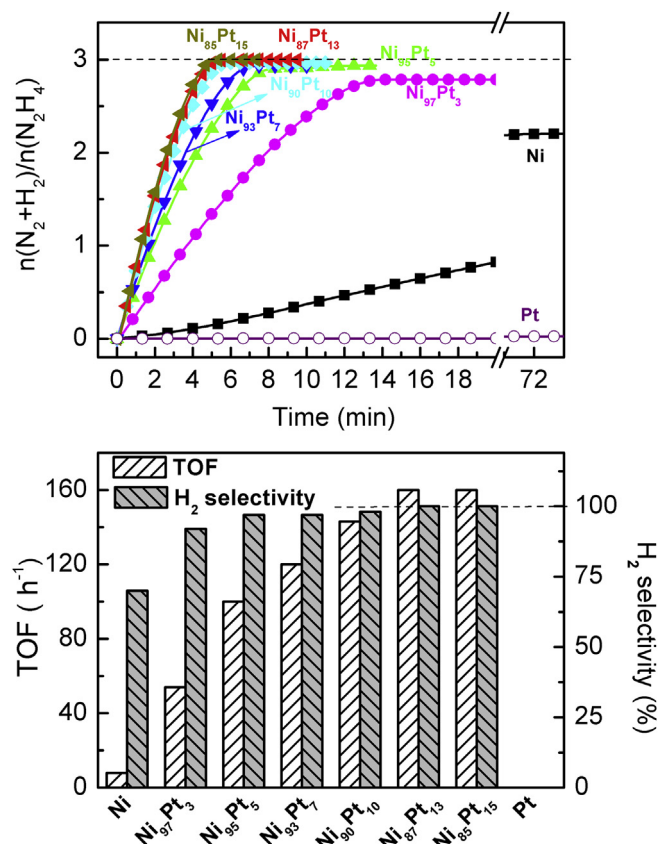 Ni85Pt15 Ni87Pt13
Ni95Pt5
Ni90Pt10
Ni97Pt3
Ni93Pt7
Ni
Pt
n(N2+H2)/n(N2H4)
3
2
1
0
0 2 4 6 8 10 12 14 16 18 72
Time (min)
TOF
H2 selectivity
TOF ( h-1)
160
120
80
40
0
100
75
50
25
0
H2 selectivity (%)
Ni Ni97Pt3 Ni95Pt5 Ni93Pt7 Ni90Pt10 Ni87Pt13 Ni85Pt15 Pt